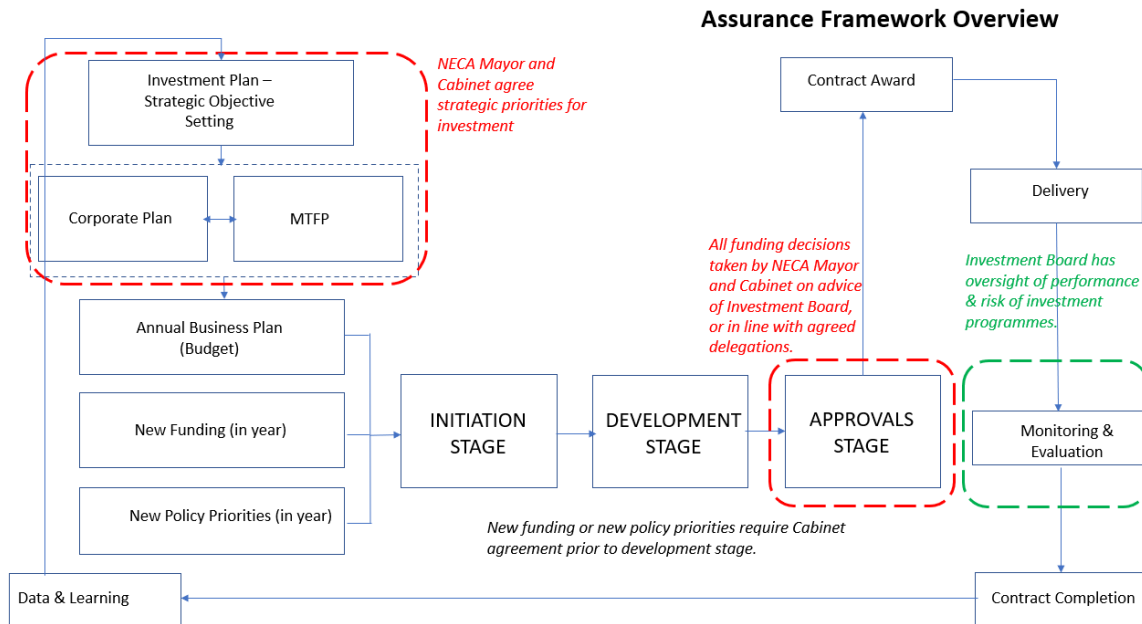 Assurance Framework Overview
Investment Plan –
Strategic Objective
Setting
NECA Mayor and
Cabinet agree
strategic priorities for
investment
Corporate Plan
MTFP
Annual Business Plan
(Budget)
New Funding (in year)
New Policy Priorities (in year)
INITIATION
STAGE
DEVELOPMENT
STAGE
APPROVALS
STAGE
New funding or new policy priorities require Cabinet
agreement prior to development stage.
All funding decisions
taken by NECA Mayor
and Cabinet on advice
of Investment Board,
or in line with agreed
delegations.
Contract Award
Delivery
Investment Board has
oversight of performance
& risk of investment
programmes.
Monitoring &
Evaluation
Contract Completion
Data & Learning